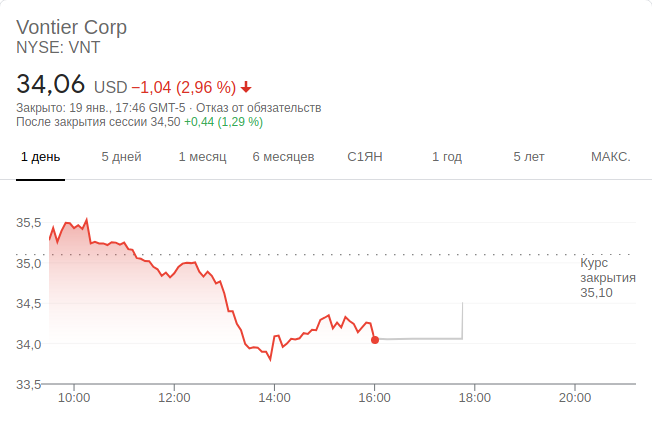 Vontier Corp
NYSE: VNT
34,06 USD −1,04 (2,96 %)
Закрыто: 19 янв., 17:46 GMT-5 · Отказ от обязательств
После закрытия сессии 34,50 +0,44 (1,29 %)
1 день 5 дней 1 месяц 6 месяцев С1ЯН 1 год 5 лет МАКС.
35,5
35,0
34,5
34,0
33,5
Курс
закрытия
35,10
10:00 12:00 14:00 16:00 18:00 20:00